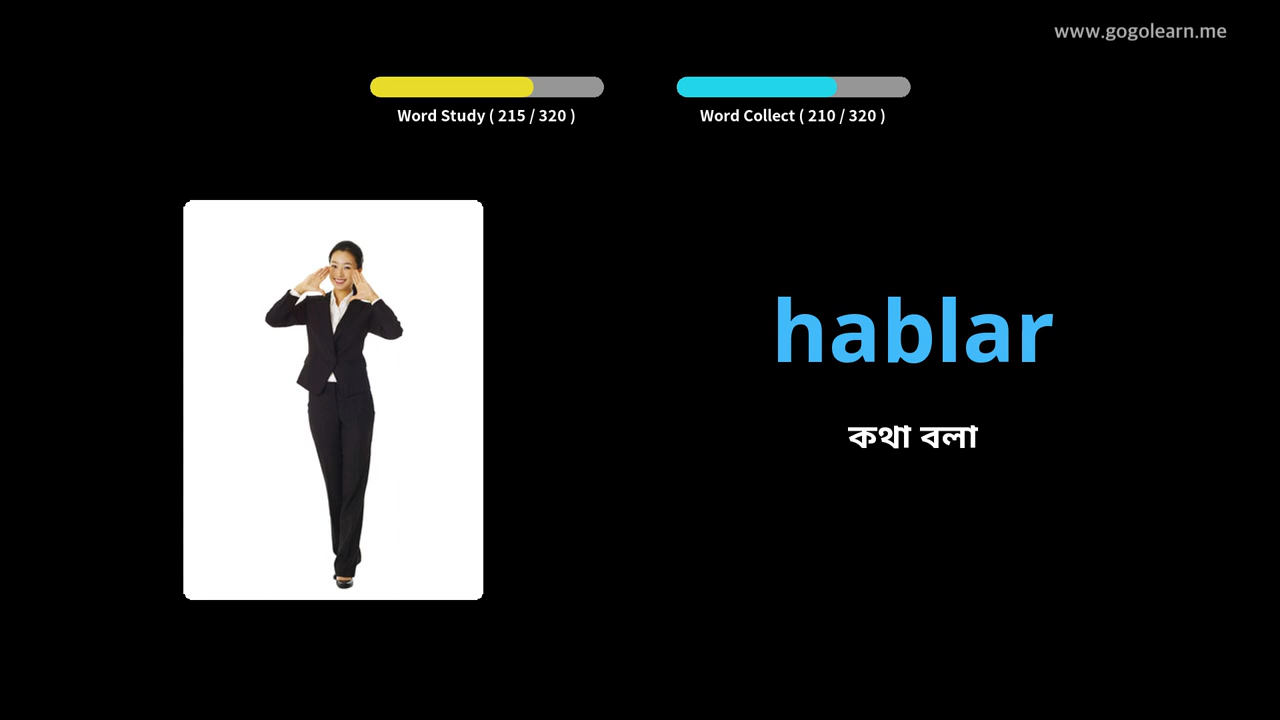 www.gogolearn.me
Word Study ( 215 / 320 )
Word Collect ( 210 / 320 )
hablar
কথা বলা